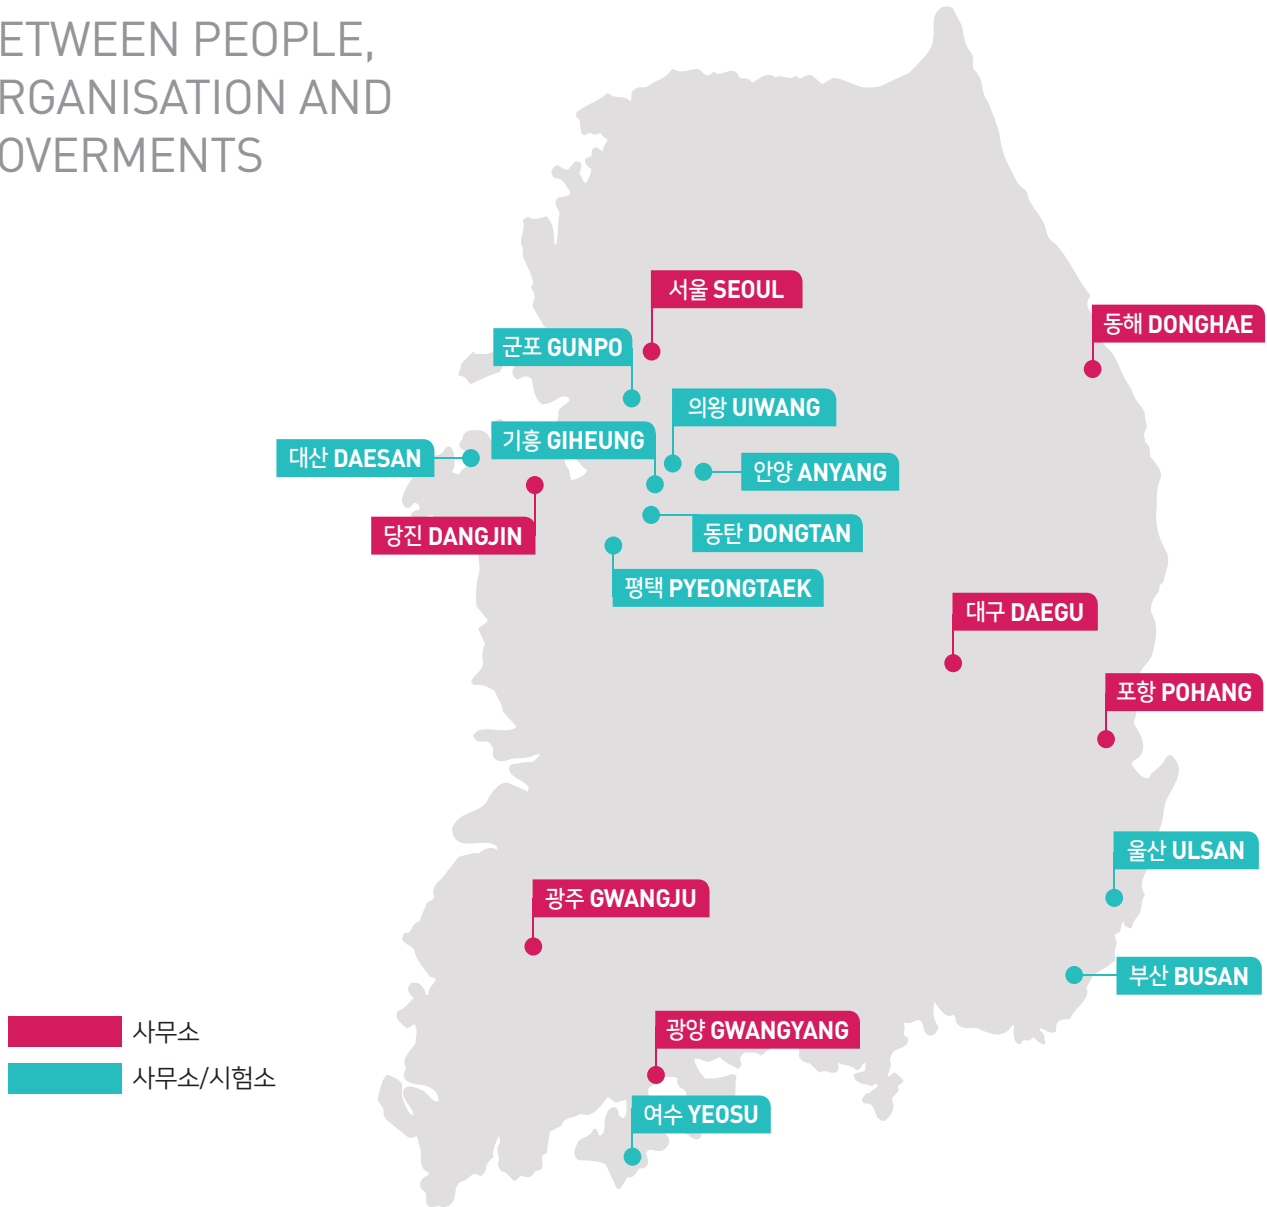 ETWEEN PEOPLE,
RGANISATION AND
OVERMENTS
서울 SEOUL
동해 DONGHAE
군포 GUNPO
의왕 UIWANG
기흥 GIHEUNG
대산 DAESAN
안양 ANYANG
당진 DANGJIN
동탄 DONGTAN
평택 PYEONGTAEK
대구 DAEGU
포항 POHANG
울산 ULSAN
광주 GWANGJU
부산 BUSAN
광양 GWANGYANG
사무소
사무소/시험소
여수 YEOSU